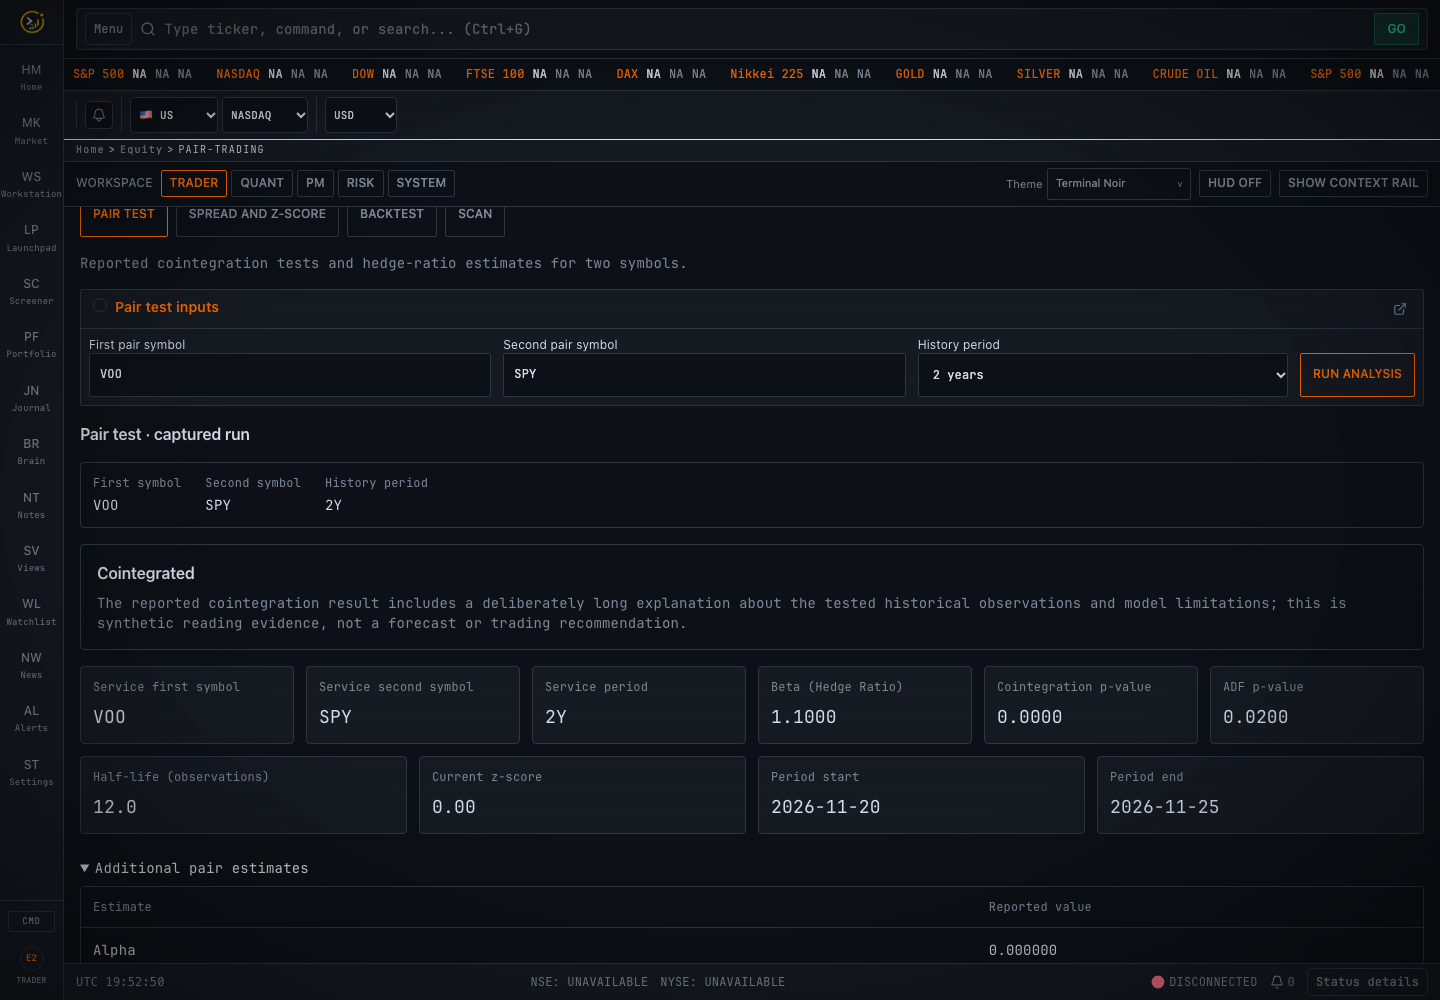 Menu
Type ticker, command, or search... (Ctrl+G)
GO
S&P 500 NA NA NA NASDAQ NA NA NA DOW NA NA NA FTSE 100 NA NA NA DAX NA NA NA Nikkei 225 NA NA NA GOLD NA NA NA SILVER NA NA NA CRUDE OIL NA NA NA S&P 500 NA NA NA
US
NASDAQ
USD
Home > Equity > PAIR-TRADING
WORKSPACE TRADER QUANT PM RISK SYSTEM
Theme Terminal Noir HUD OFF SHOW CONTEXT RAIL
HM
Home
MK
Market
WS
Workstation
LP
Launchpad
SC
Screener
PF
Portfolio
JN
Journal
BR
Brain
NT
Notes
SV
Views
WL
Watchlist
NW
News
AL
Alerts
ST
Settings
CMD
E2
TRADER
PAIR TEST SPREAD AND Z-SCORE BACKTEST SCAN
Reported cointegration tests and hedge-ratio estimates for two symbols.
Pair test inputs
First pair symbol Second pair symbol History period
VOO SPY 2 years RUN ANALYSIS
Pair test · captured run
First symbol Second symbol History period
VOO SPY 2Y
Cointegrated
The reported cointegration result includes a deliberately long explanation about the tested historical observations and model limitations; this is
synthetic reading evidence, not a forecast or trading recommendation.
Service first symbol Service second symbol Service period Beta (Hedge Ratio) Cointegration p-value ADF p-value
VOO SPY 2Y 1.1000 0.0000 0.0200
Half-life (observations) Current z-score Period start Period end
12.0 0.00 2026-11-20 2026-11-25
Additional pair estimates
Estimate Reported value
Alpha 0.000000
UTC 19:52:50 NSE: UNAVAILABLE NYSE: UNAVAILABLE DISCONNECTED 0 Status details